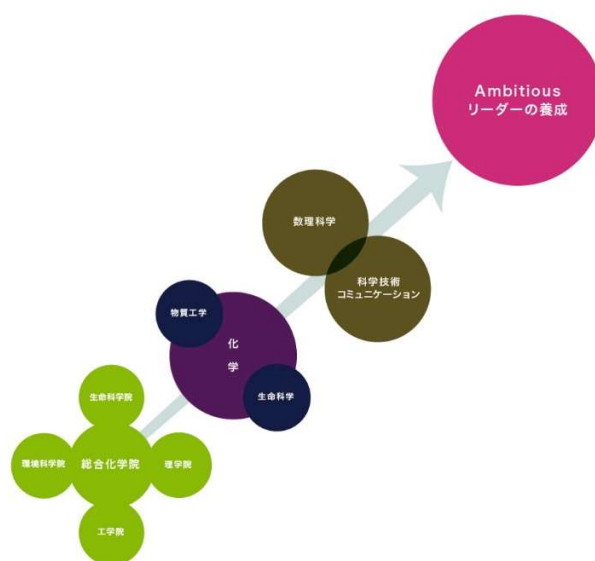 Ambitious
リーダーの養成
数理科学
科学技術
コミュニケーション
物質工学
化
学
生命科学
生命科学院
環境科学院
総合化学院
理学院
工学院